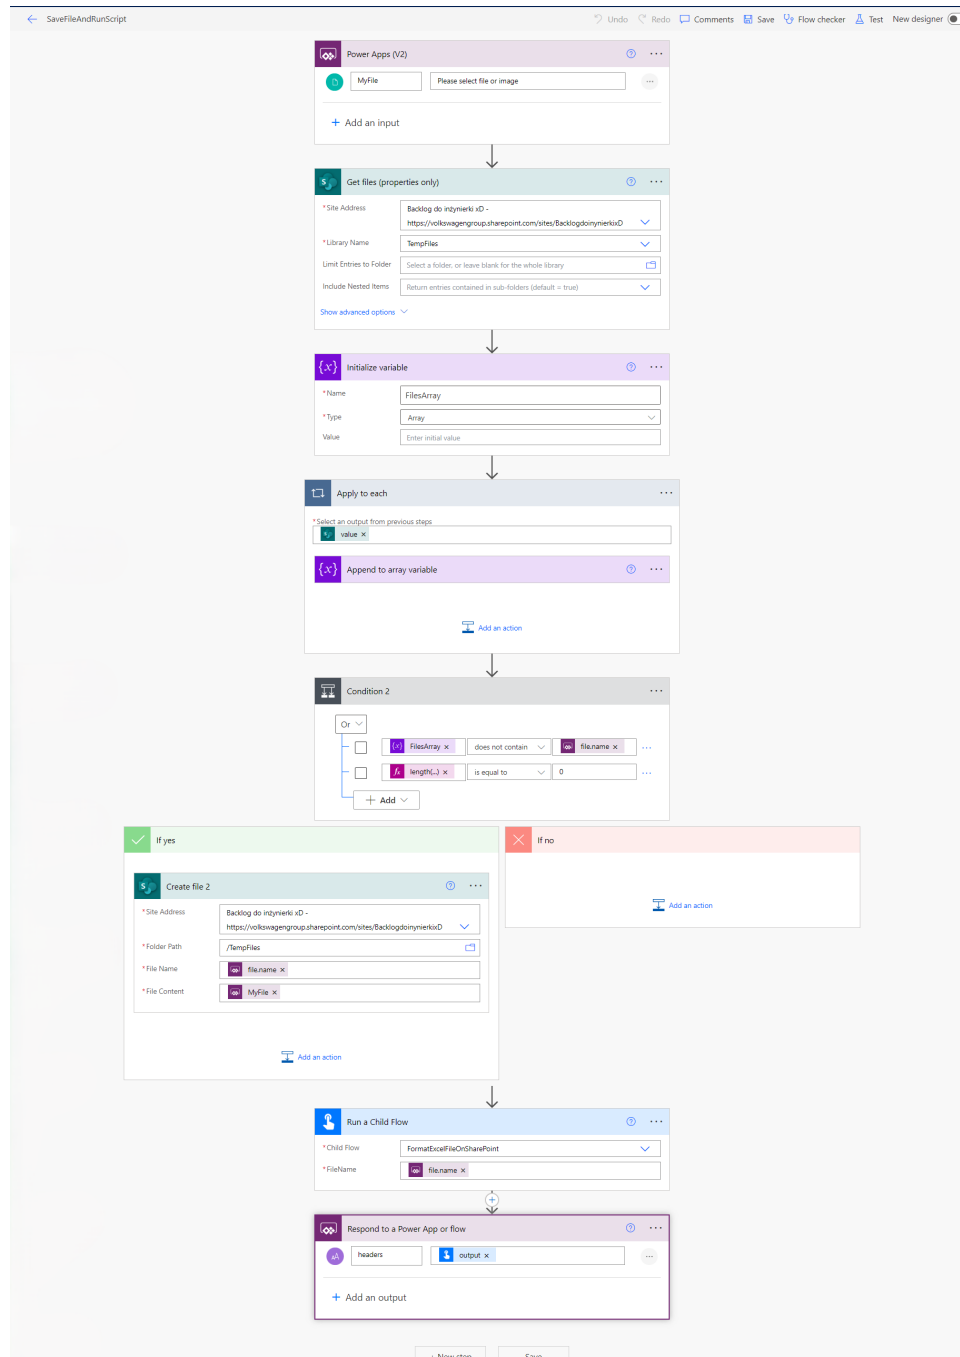 SaveFileAndRunScript
Undo Redo Comments Save Flow checker Test New designer
Power Apps (V2)
MyFile Please select file or image
+ Add an input
Get files (properties only)
*Site Address Backlog do inżynierki xD -
https://volkswagengroup.sharepoint.com/sites/BacklogdoinynierkixD
*Library Name TempFiles
Limit Entries to Folder Select a folder, or leave blank for the whole library
Include Nested Items Return entries contained in sub-folders (default = true)
Show advanced options
{x} Initialize variable
*Name FilesArray
*Type Array
Value Enter initial value
Apply to each
*Select an output from previous steps
value ×
{x} Append to array variable
Add an action
Condition 2
Or
{x} FilesArray × does not contain file.name ×
fx length(...) × is equal to 0
+ Add
If yes
If no
Create file 2
*Site Address Backlog do inżynierki xD -
https://volkswagengroup.sharepoint.com/sites/BacklogdoinynierkixD
*Folder Path /TempFiles
*File Name file.name ×
*File Content MyFile ×
Add an action
Add an action
Run a Child Flow
*Child Flow FormatExcelFileOnSharePoint
*FileName file.name ×
Respond to a Power App or flow
headers output ×
+ Add an output
+ New step Save